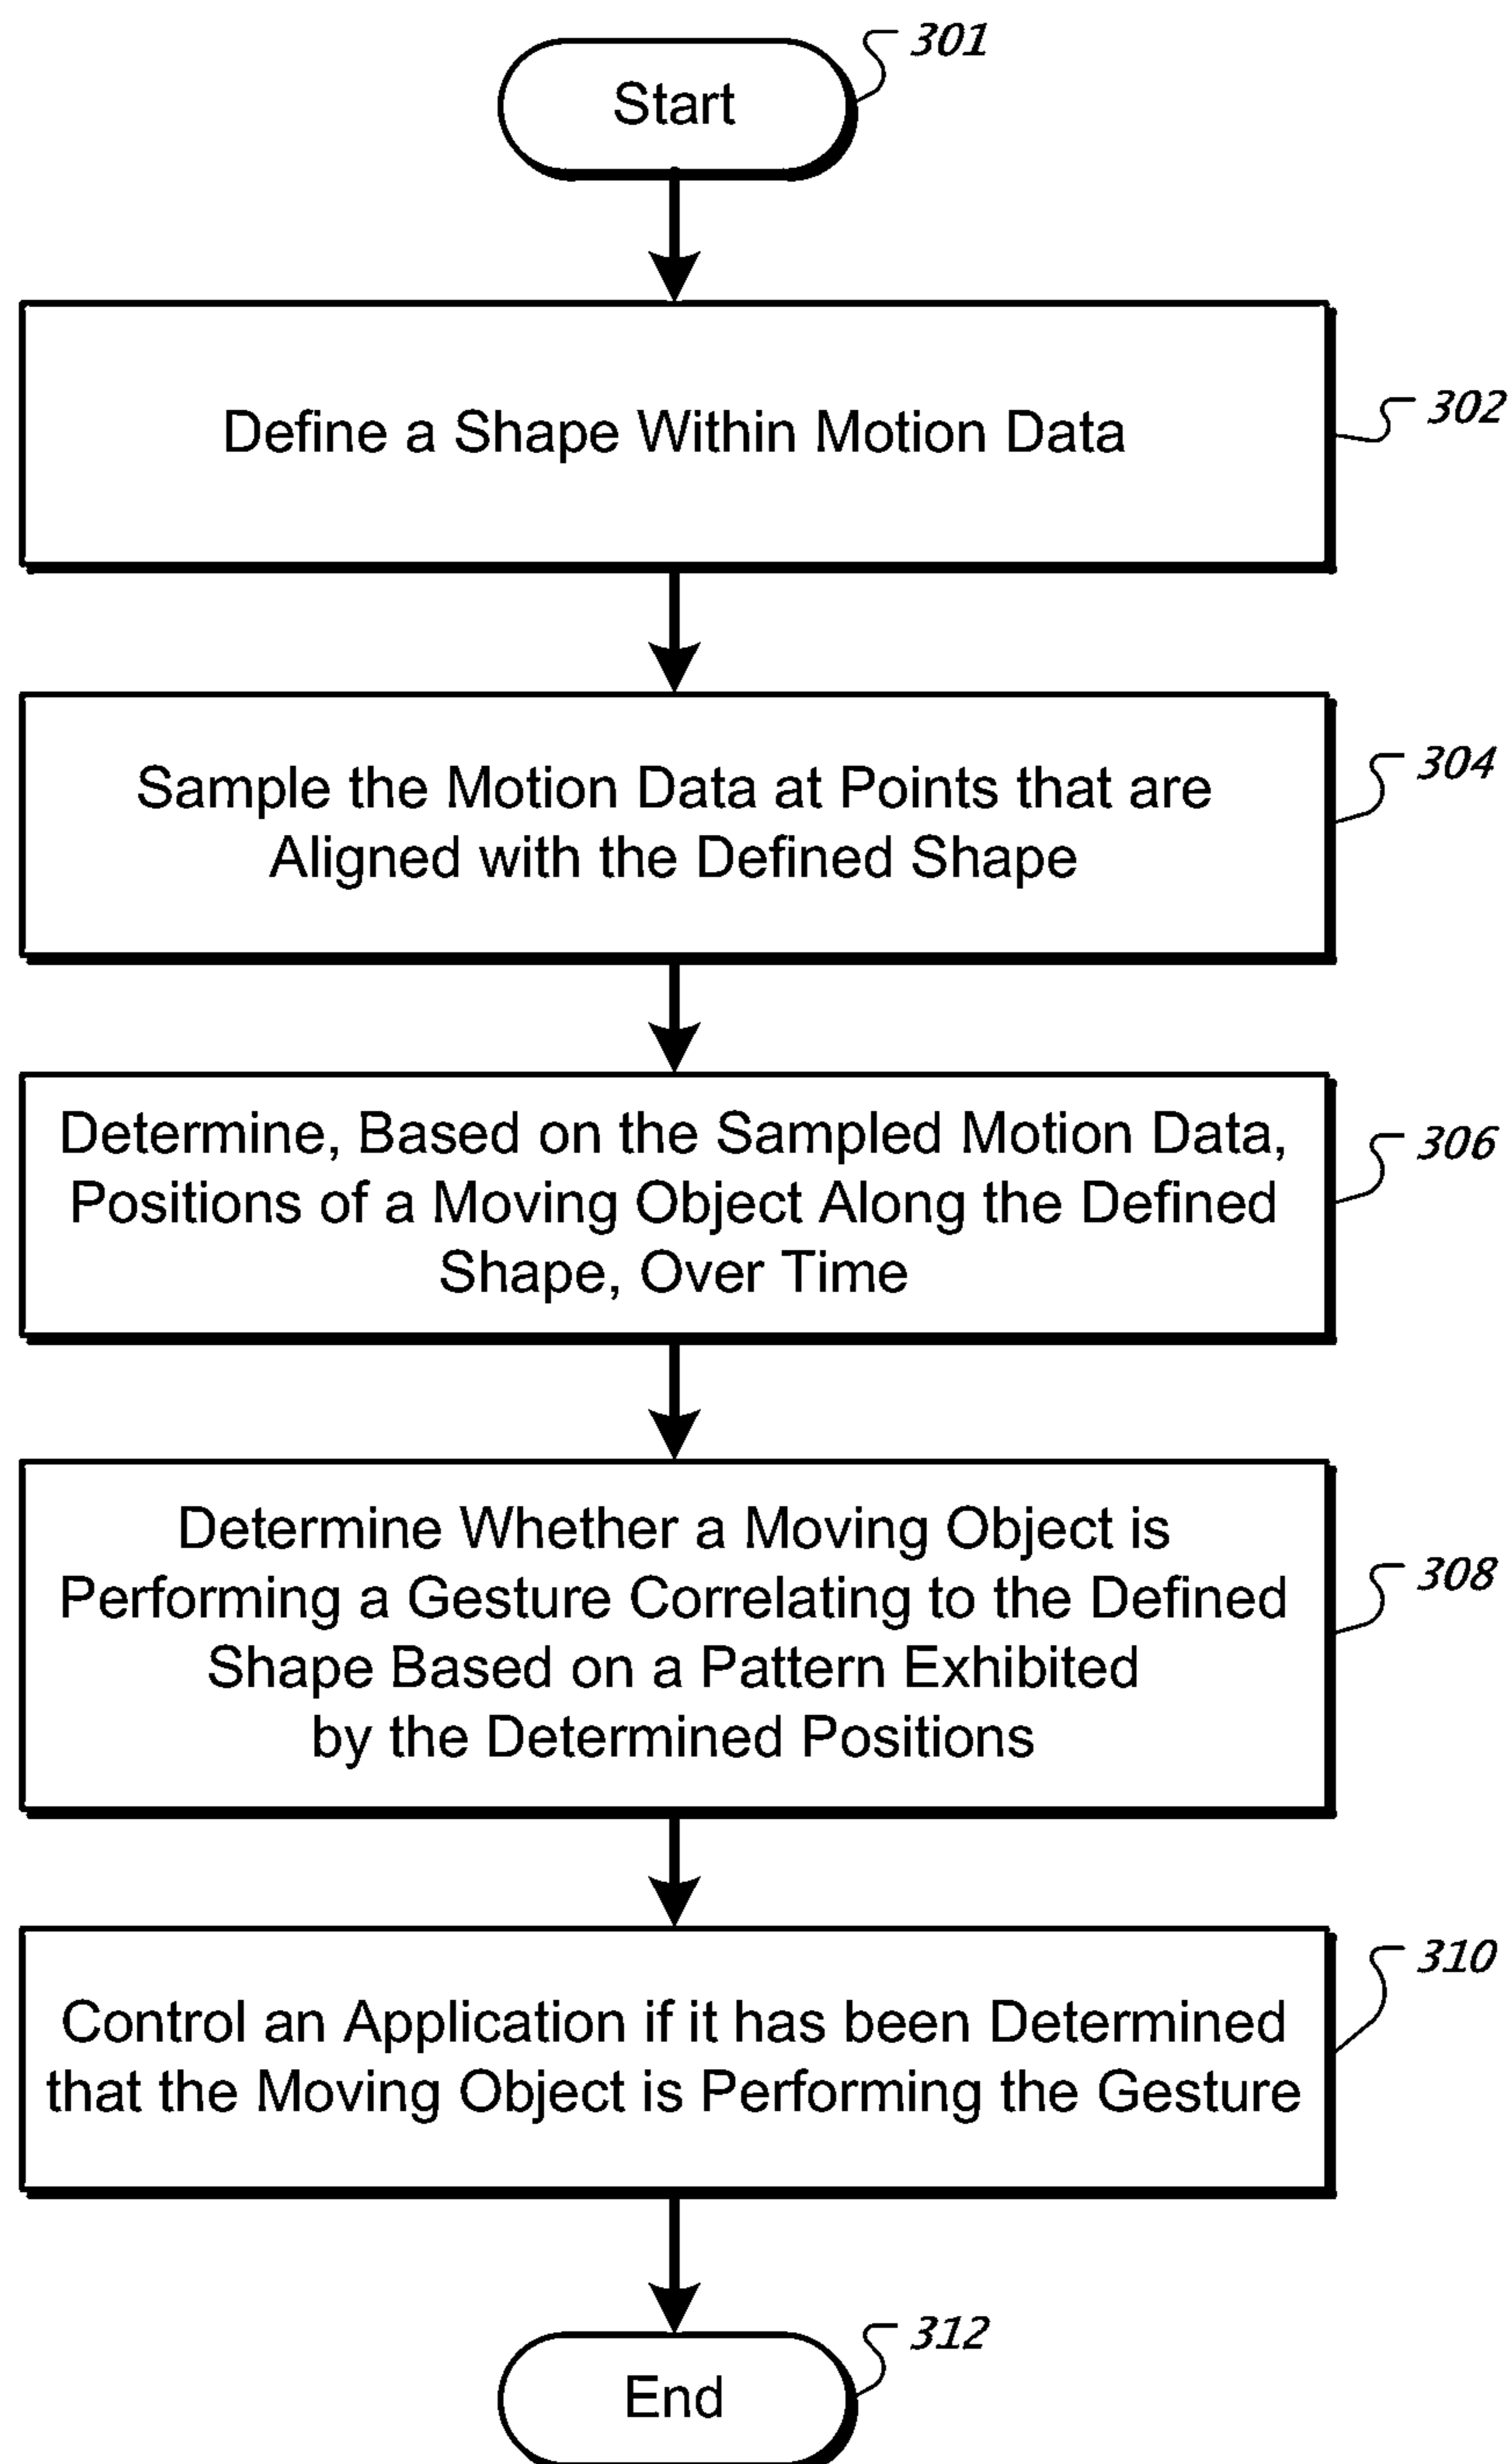 Start
301
Define a Shape Within Motion Data
302
Sample the Motion Data at Points that are
Aligned with the Defined Shape
304
Determine, Based on the Sampled Motion Data,
Positions of a Moving Object Along the Defined
Shape, Over Time
306
Determine Whether a Moving Object is
Performing a Gesture Correlating to the Defined
Shape Based on a Pattern Exhibited
by the Determined Positions
308
Control an Application if it has been Determined
that the Moving Object is Performing the Gesture
310
End
312